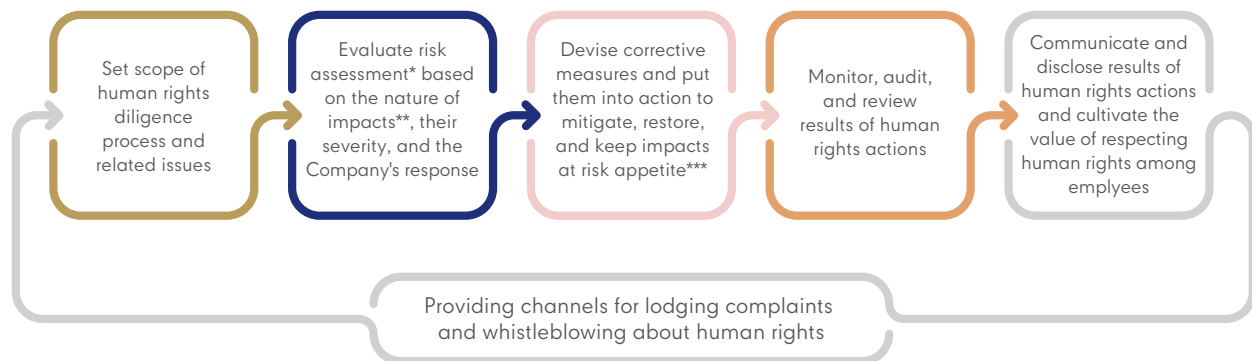 Set scope of
human rights
diligence
process and
related issues
Evaluate risk
assessment* based
on the nature of
impacts**, their
severity, and the
Company's response
Devise corrective
measures and put
them into action to
mitigate, restore,
and keep impacts
at risk appetite***
Monitor, audit,
and review
results of human
rights actions
Communicate and
disclose results of
human rights actions
and cultivate the
value of respecting
human rights among
emplyees
Providing channels for lodging complaints
and whistleblowing about human rights